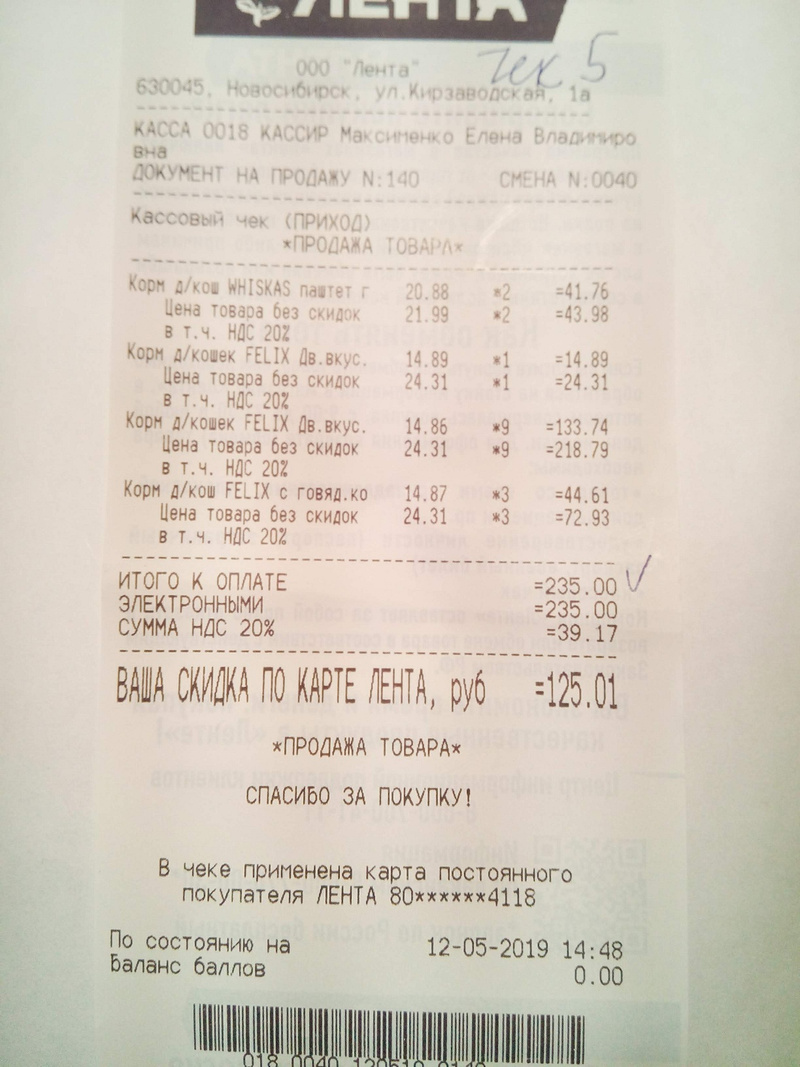 ЛЕНТА
ООО "Лента"
Чек 5
630045, Новосибирск, ул.Кирзаводская, 1а
КАССА 0018 КАССИР Максименко Елена Владимиро
вна
ДОКУМЕНТ НА ПРОДАЖУ N:140 СМЕНА N:0040
Кассовый чек (ПРИХОД)
*ПРОДАЖА ТОВАРА*
Корм д/кош WHISKAS паштет г 20.88 *2 =41.76
Цена товара без скидок 21.99 *2 =43.98
в т.ч. НДС 20%
Корм д/кошек FELIX Дв.вкус. 14.89 *1 =14.89
Цена товара без скидок 24.31 *1 =24.31
в т.ч. НДС 20%
Корм д/кошек FELIX Дв.вкус. 14.86 *9 =133.74
Цена товара без скидок 24.31 *9 =218.79
в т.ч. НДС 20%
Корм д/кош FELIX с говяд.ко 14.87 *3 =44.61
Цена товара без скидок 24.31 *3 =72.93
в т.ч. НДС 20%
ИТОГО К ОПЛАТЕ =235.00
ЭЛЕКТРОННЫМИ =235.00
СУММА НДС 20% =39.17
ВАША СКИДКА ПО КАРТЕ ЛЕНТА, руб =125.01
*ПРОДАЖА ТОВАРА*
СПАСИБО ЗА ПОКУПКУ!
В чеке применена карта постоянного
покупателя ЛЕНТА 80******4118
По состоянию на 12-05-2019 14:48
Баланс баллов 0.00
018 0040 120519 0140